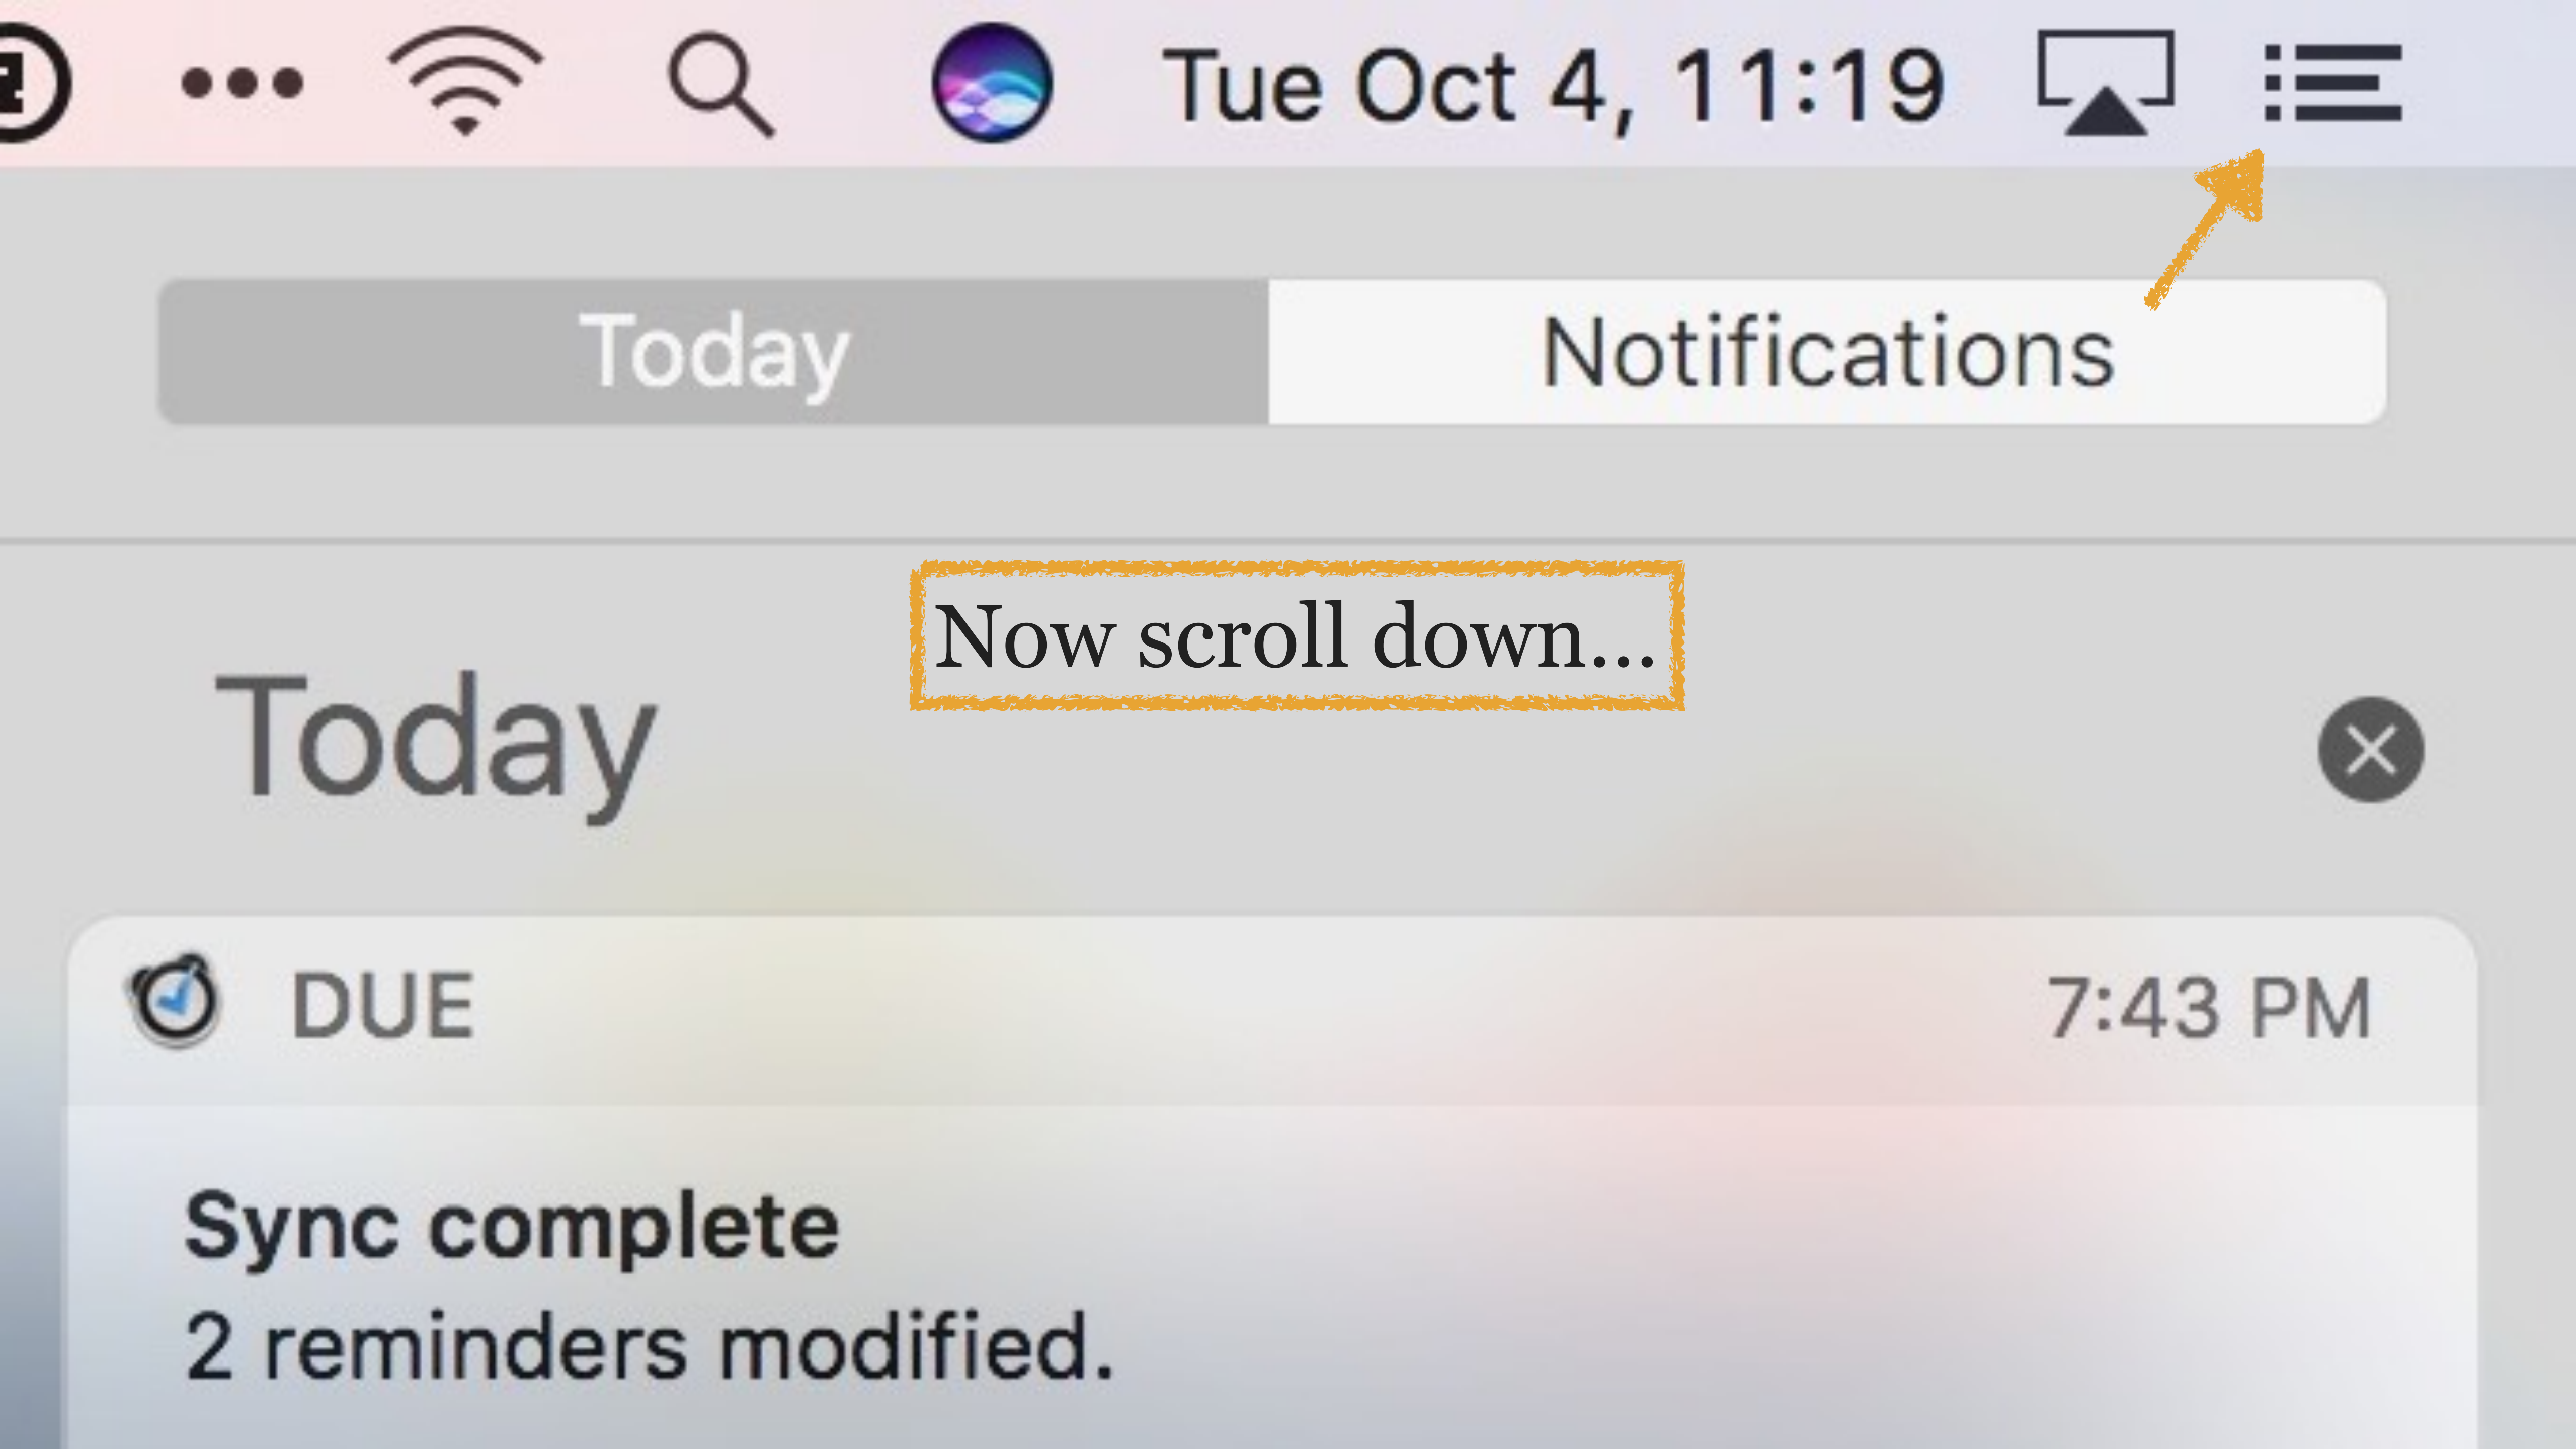 Tue Oct 4, 11:19
Today
Notifications
Now scroll down...
Today
DUE
7:43 PM
Sync complete
2 reminders modified.